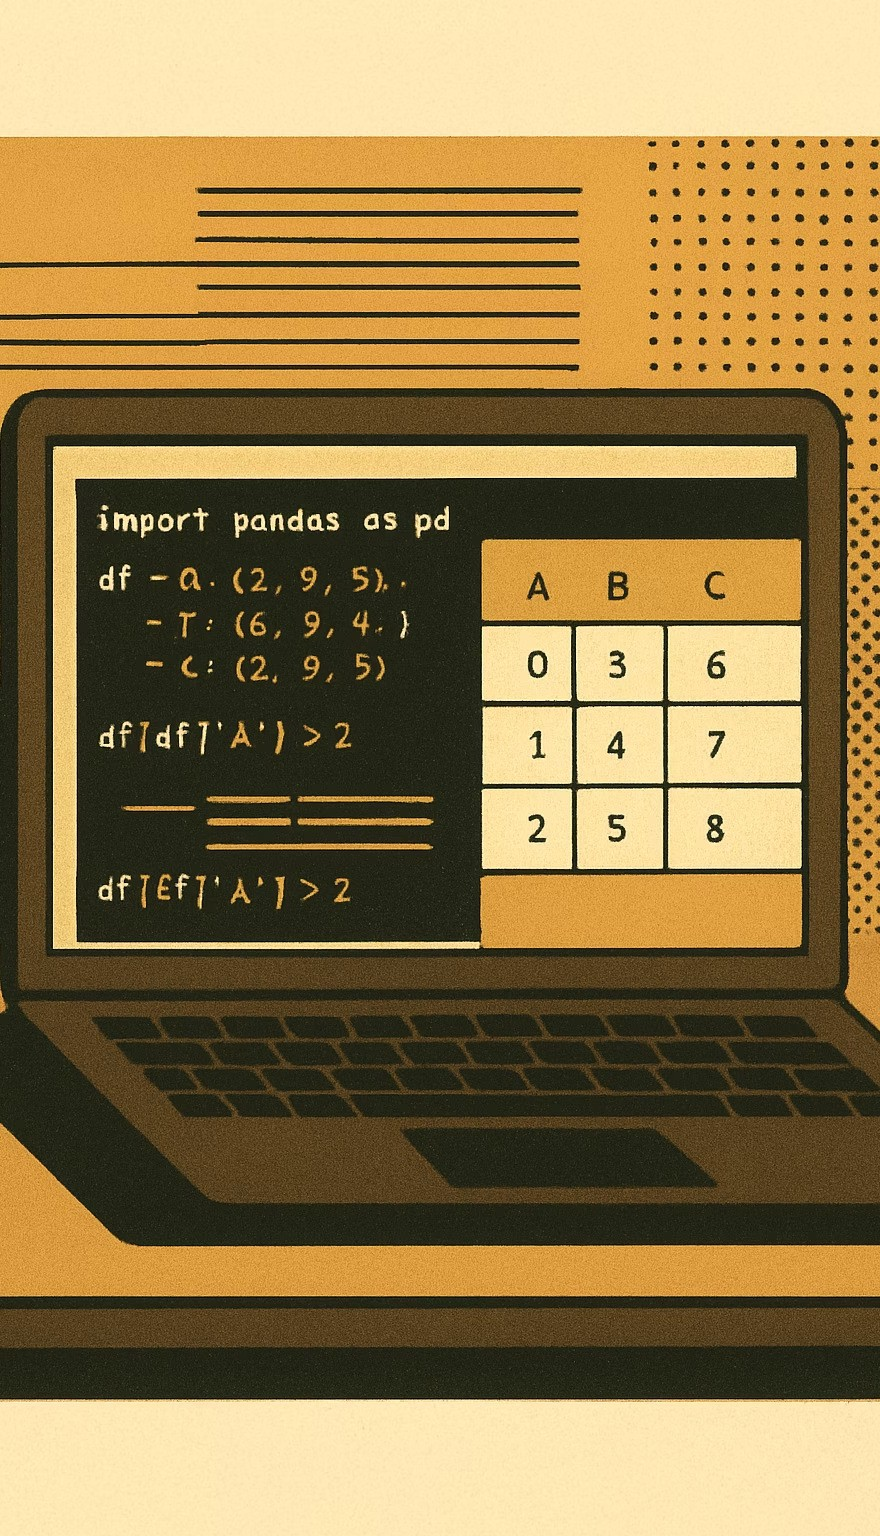 import pandas as pd
df - a. (2, 9, 5). .
- T: (6, 9, 4. }
- C: (2, 9, 5)
df[df]'A') > 2
df[Ef]'A'] > 2
A B C
0 3 6
1 4 7
2 5 8